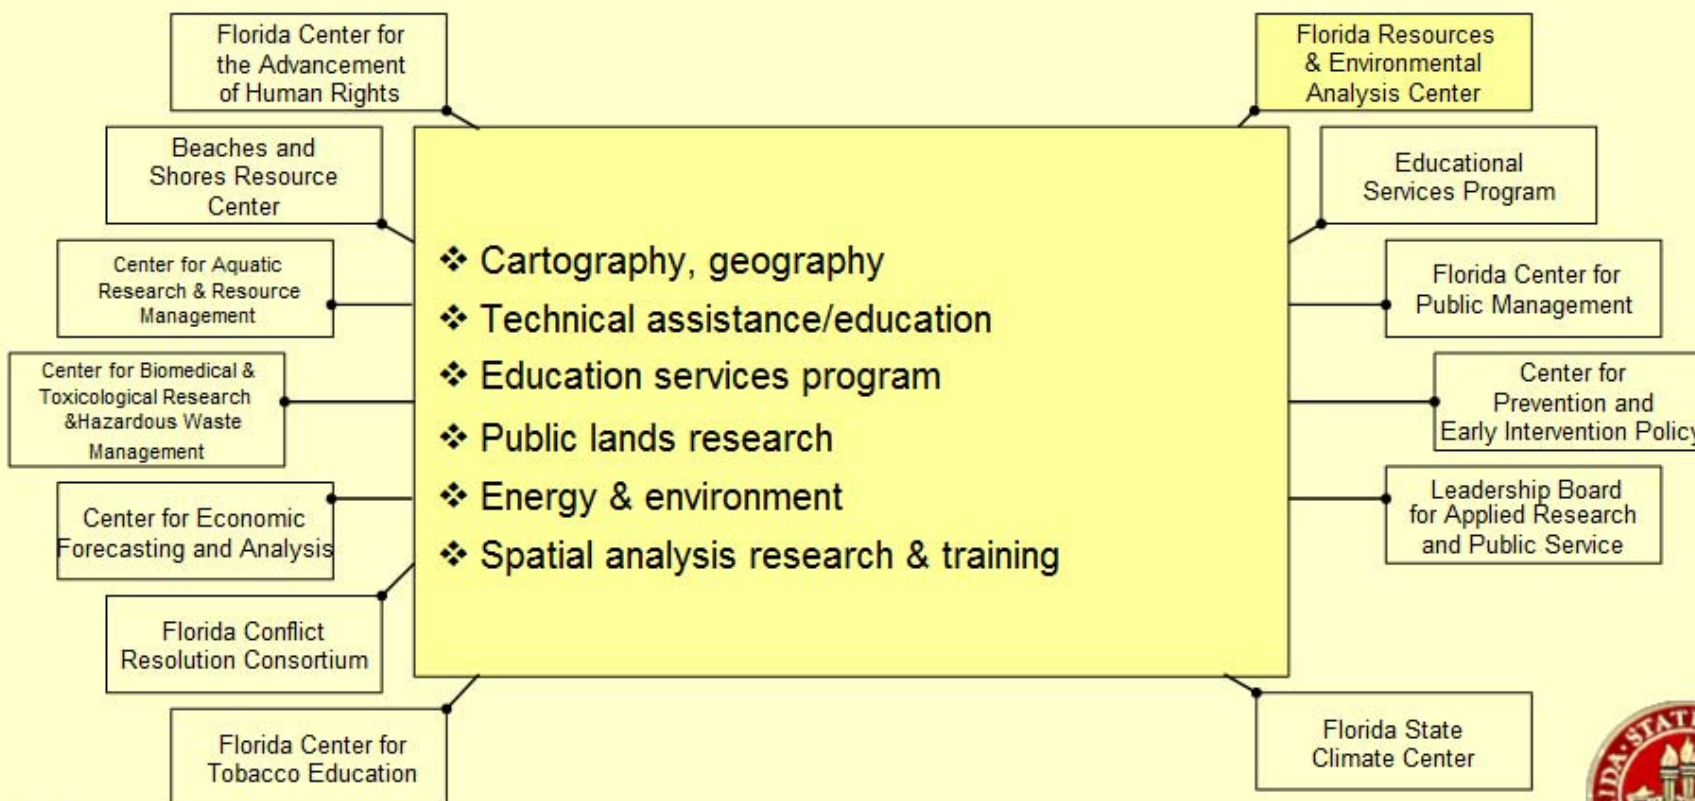 Florida Center for
the Advancement
of Human Rights
Beaches and
Shores Resource
Center
Center for Aquatic
Research & Resource
Management
Center for Biomedical &
Toxicological Research
&Hazardous Waste
Management
Center for Economic
Forecasting and Analysis
Florida Conflict
Resolution Consortium
Florida Center for
Tobacco Education
❖ Cartography, geography
❖ Technical assistance/education
❖ Education services program
❖ Public lands research
❖ Energy & environment
❖ Spatial analysis research & training
Florida Resources
& Environmental
Analysis Center
Educational
Services Program
Florida Center for
Public Management
Center for
Prevention and
Early Intervention Policy
Leadership Board
for Applied Research
and Public Service
Florida State
Climate Center